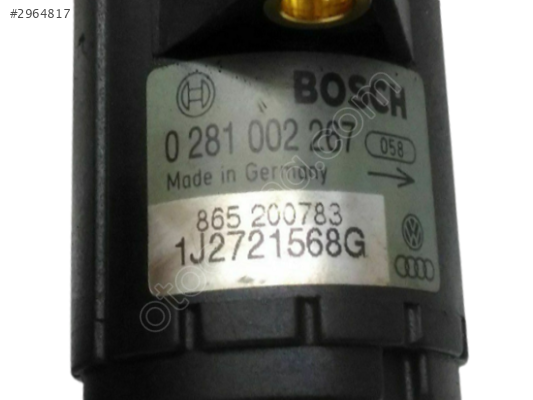 #2964817
BOSCH
0 281 002 267
058
Made in Germany
865 200783
1J2721568G